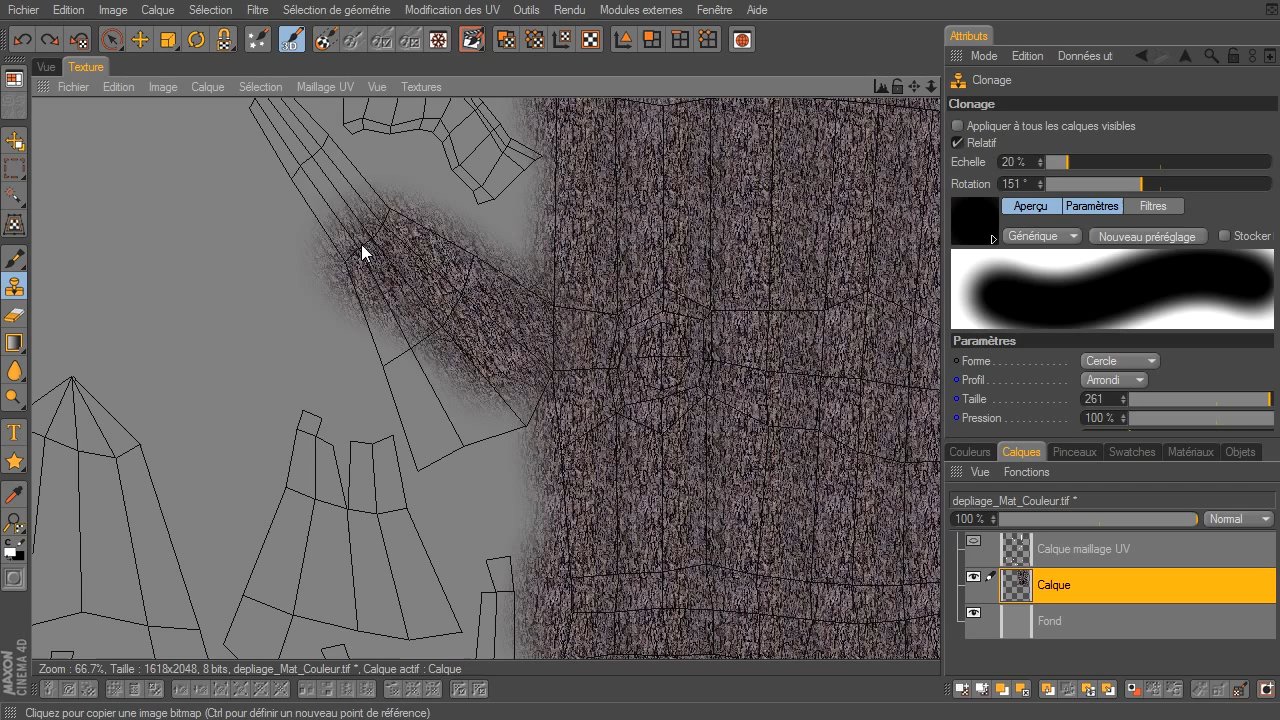 Fichier Edition Image Calque Sélection Filtre Sélection de géométrie Modification des UV Outils Rendu Modules externes Fenêtre Aide
3D
Vue Texture
Fichier Edition Image Calque Sélection Maillage UV Vue Textures
Attributs
Mode Edition Données ut
Clonage
Clonage
Appliquer à tous les calques visibles
Relatif
Echelle 20 %
Rotation 151 °
Aperçu Paramètres Filtres
Générique Nouveau préréglage Stocker
Paramètres
Forme Cercle
Profil Arrondi
Taille 261
Pression 100 %
Couleurs Calques Pinceaux Swatches Matériaux Objets
Vue Fonctions
depliage_Mat_Couleur.tif *
100 % Normal
Calque maillage UV
Calque
Fond
MAXON
CINEMA 4D
Zoom : 66.7%, Taille : 1618x2048, 8 bits, depliage_Mat_Couleur.tif *, Calque actif : Calque
Cliquez pour copier une image bitmap (Ctrl pour définir un nouveau point de référence)